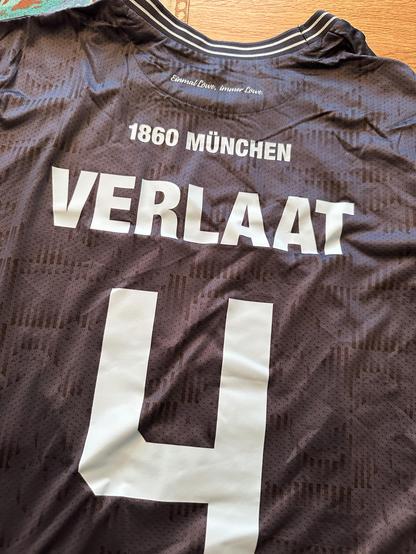 Einmal Löwe, immer Löwe.
1860 MÜNCHEN
VERLAAT
4